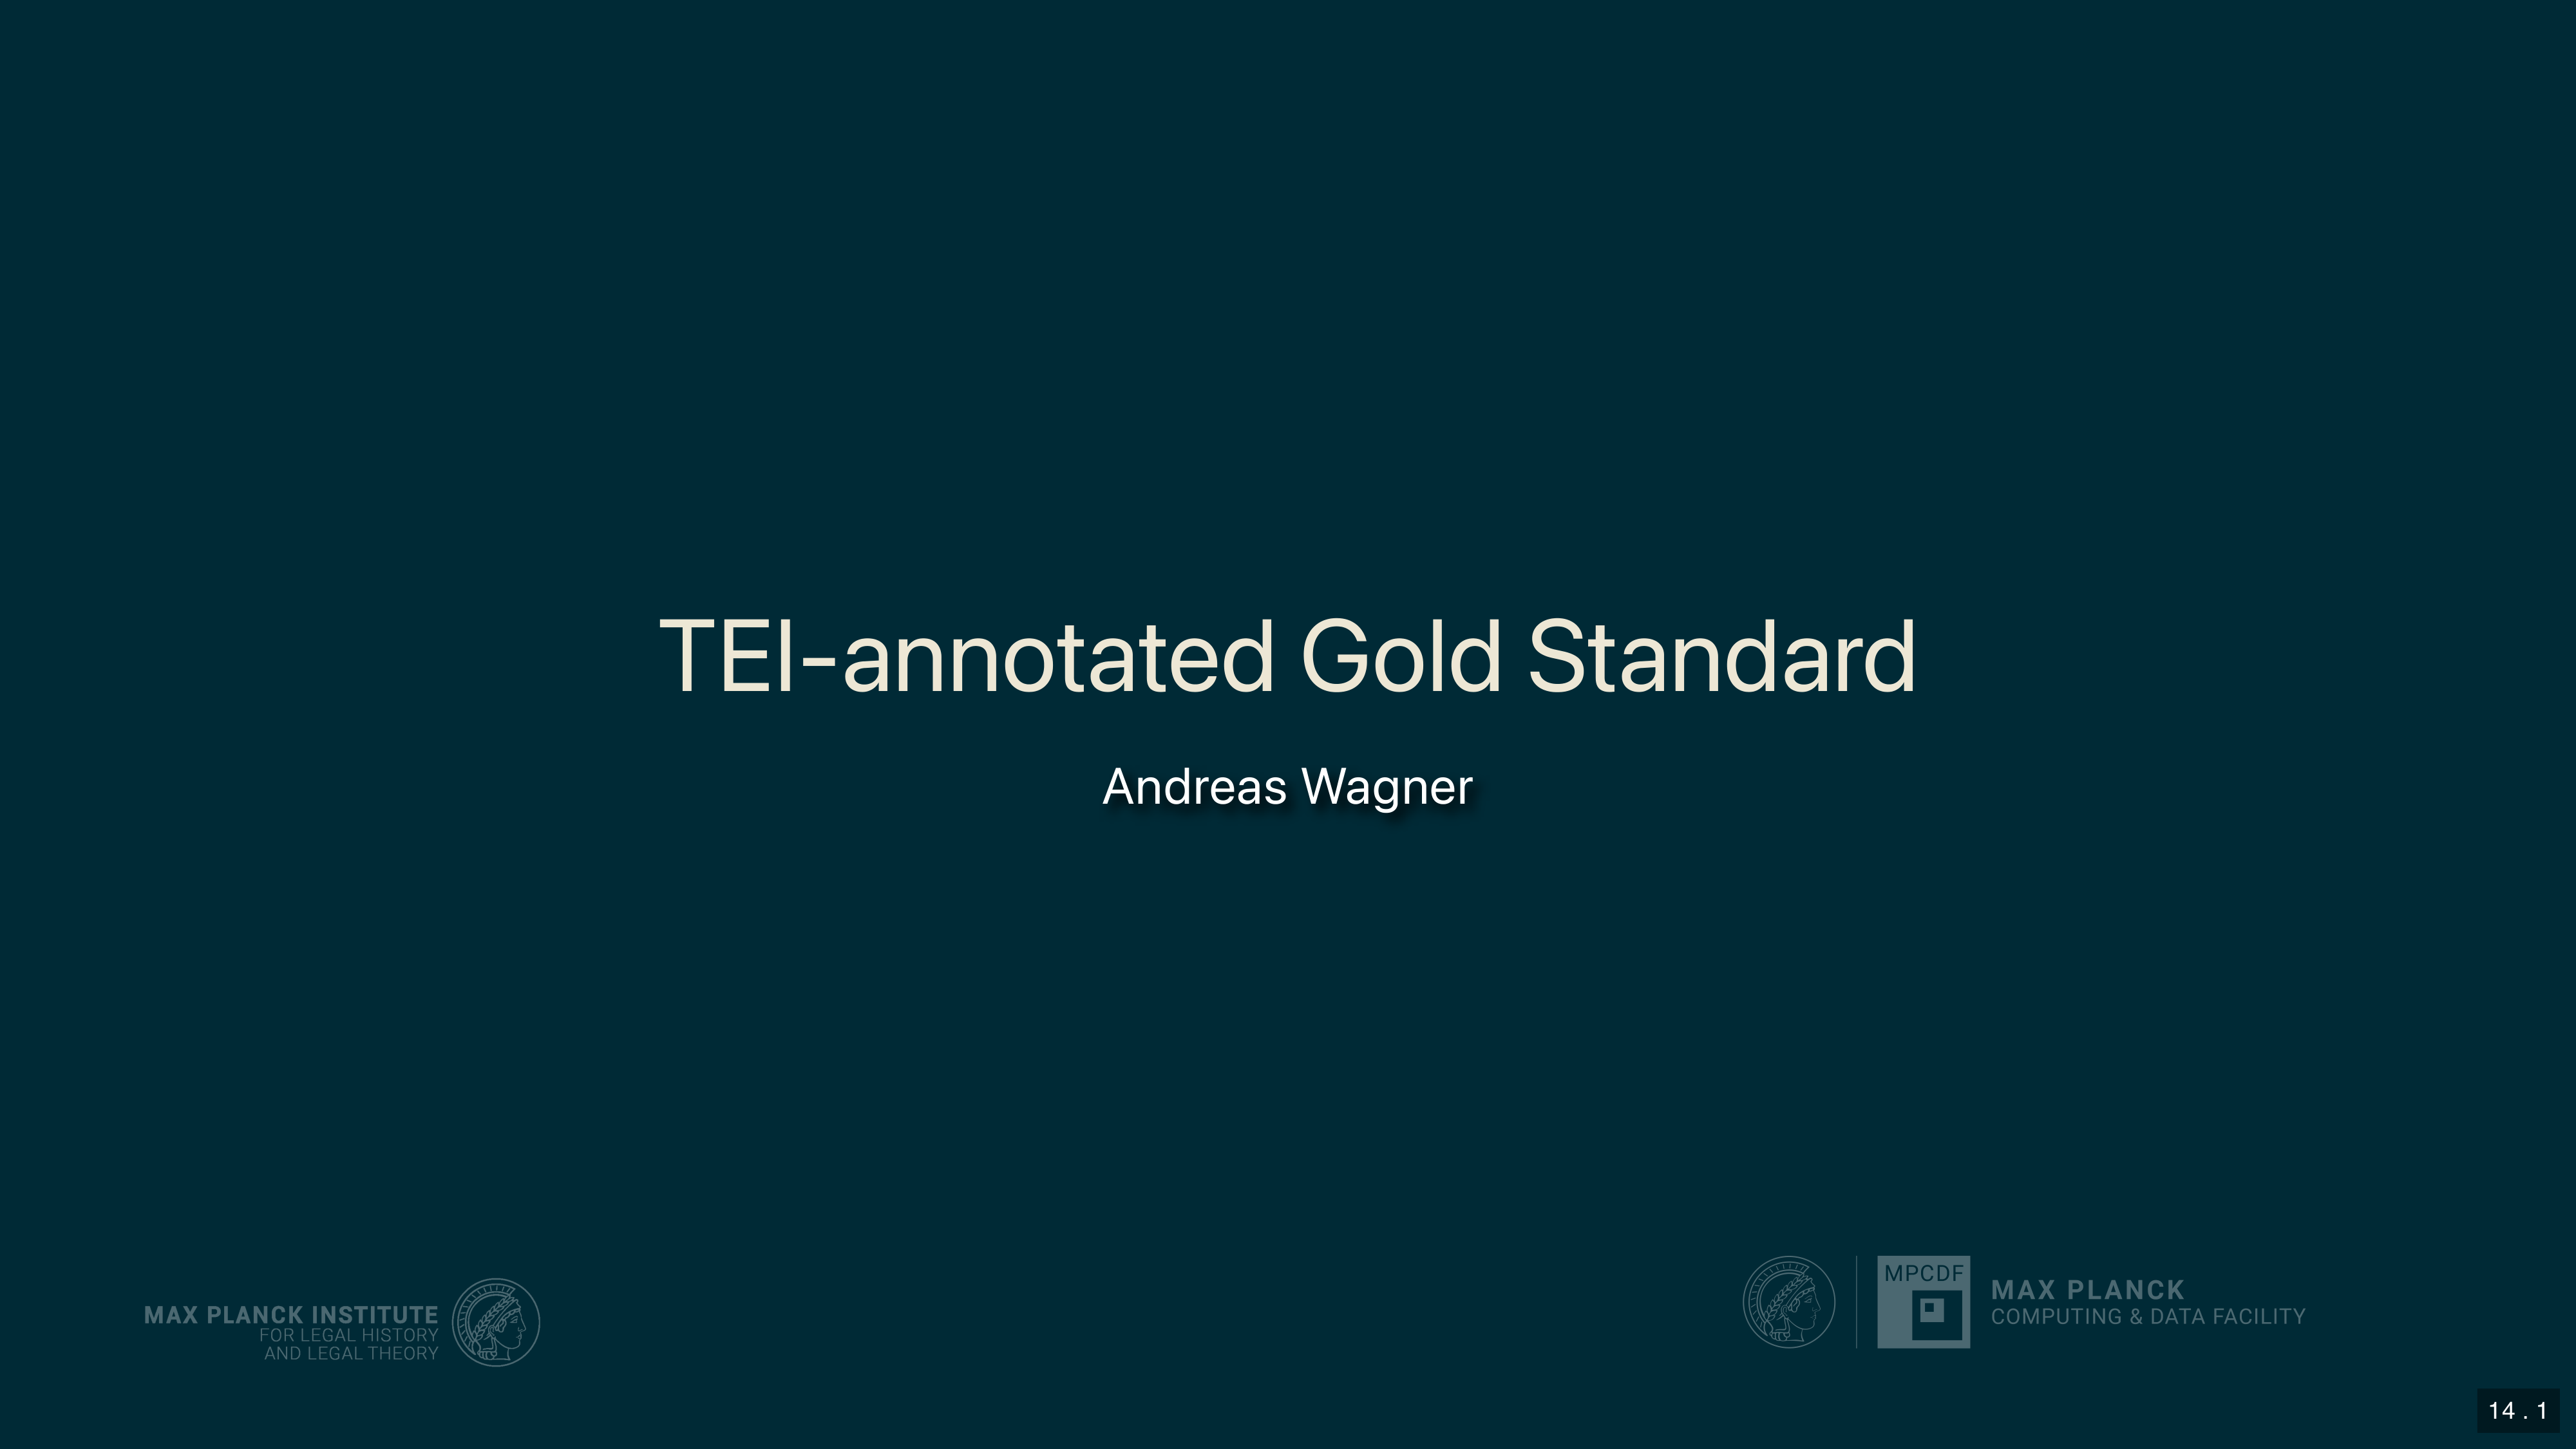 TEI-annotated Gold Standard
Andreas Wagner
MAX PLANCK INSTITUTE
FOR LEGAL HISTORY
AND LEGAL THEORY
MPCDF
MAX PLANCK
COMPUTING & DATA FACILITY
14 . 1